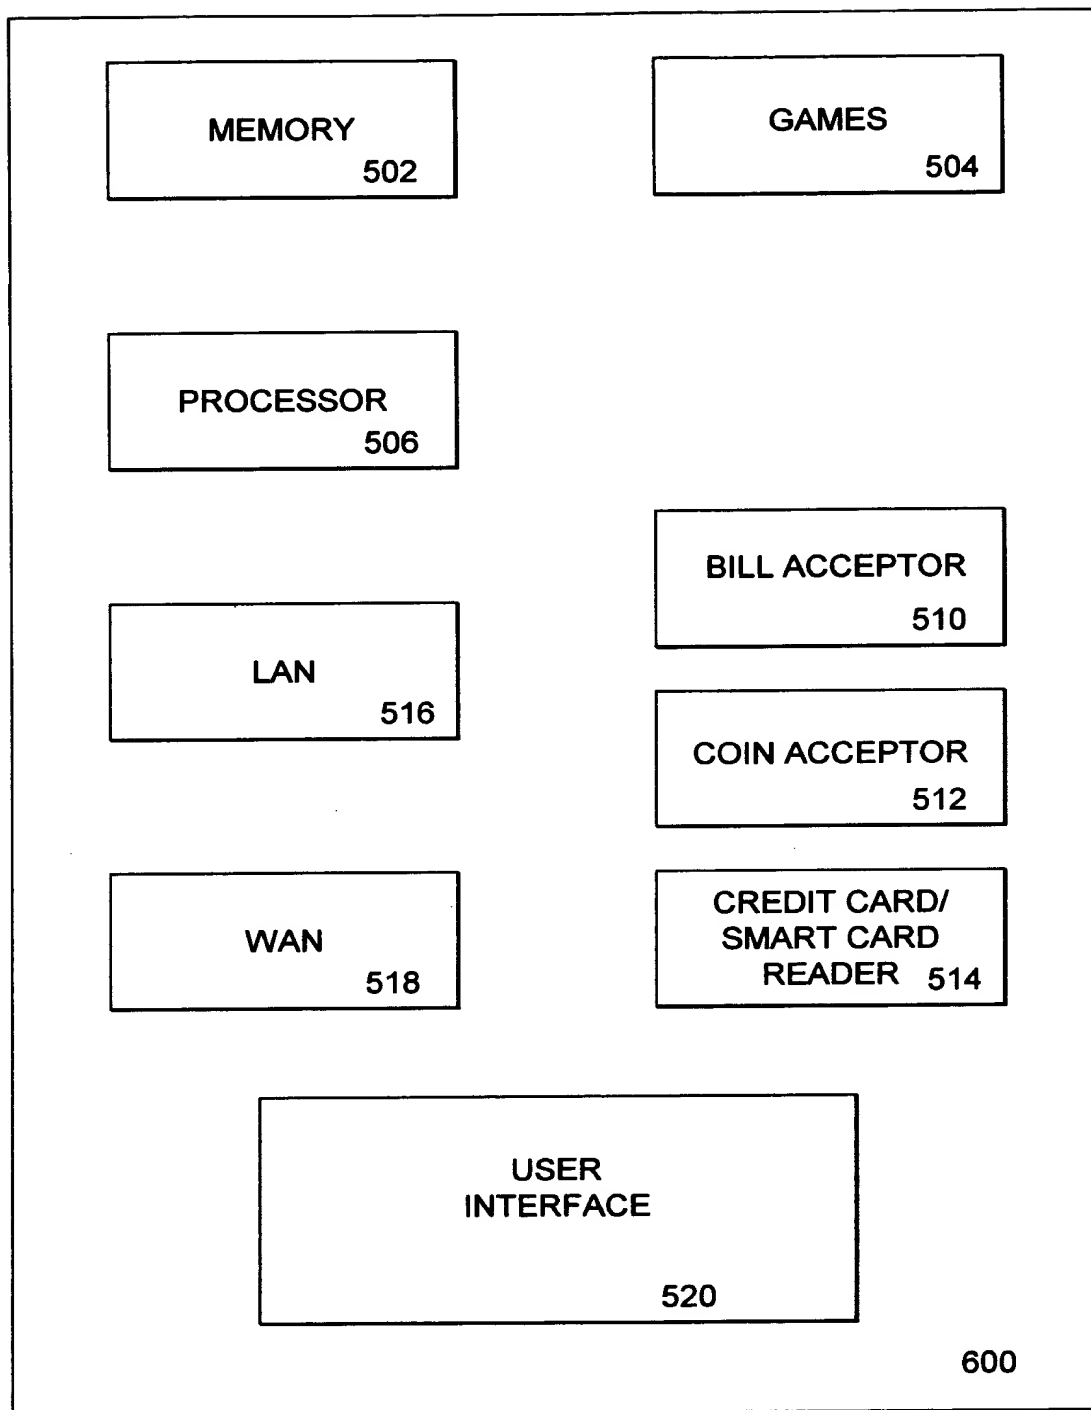 MEMORY
502
GAMES
504
PROCESSOR
506
BILL ACCEPTOR
510
LAN
516
COIN ACCEPTOR
512
WAN
518
CREDIT CARD/
SMART CARD
READER 514
USER
INTERFACE
520
600